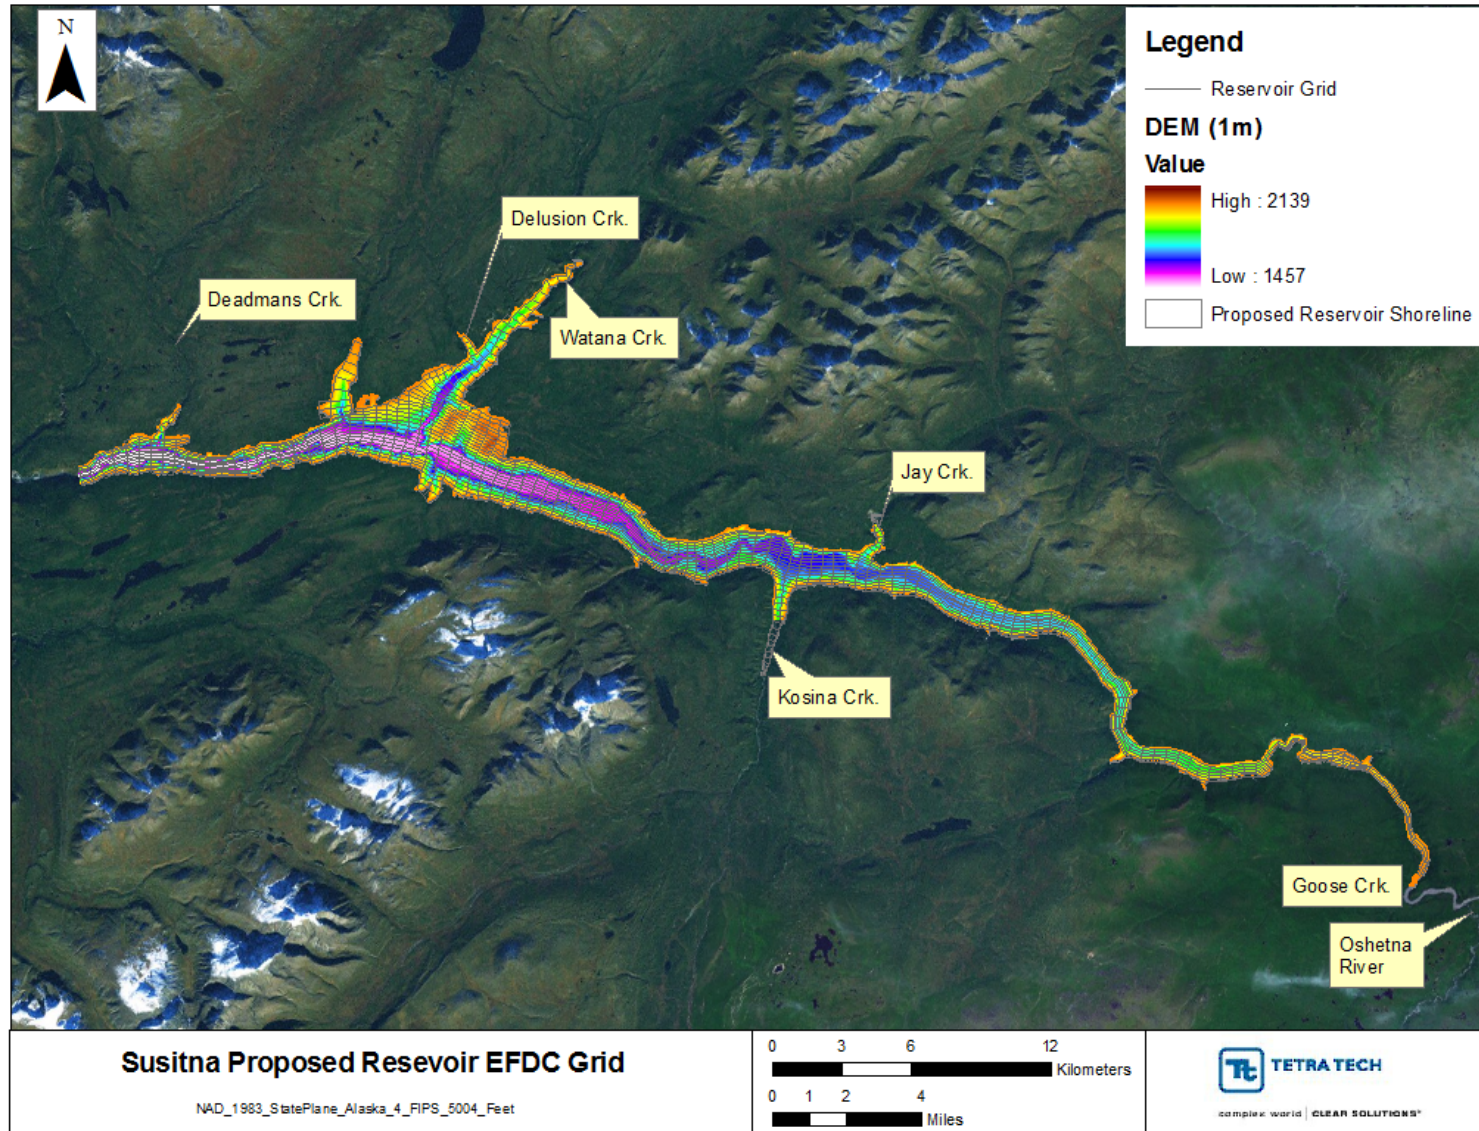 N
Legend
Reservoir Grid
DEM (1m)
Value
High : 2139
Low : 1457
Proposed Reservoir Shoreline
Delusion Crk.
Deadmans Crk.
Watana Crk.
Jay Crk.
Kosina Crk.
Goose Crk.
Oshetna
River
Susitna Proposed Resevoir EFDC Grid
NAD_1983_StatePlane_Alaska_4_FIPS_5004_Feet
0 3 6 12
Kilometers
0 1 2 4
Miles
Tt
TETRA TECH
complex world | CLEAR SOLUTIONS™